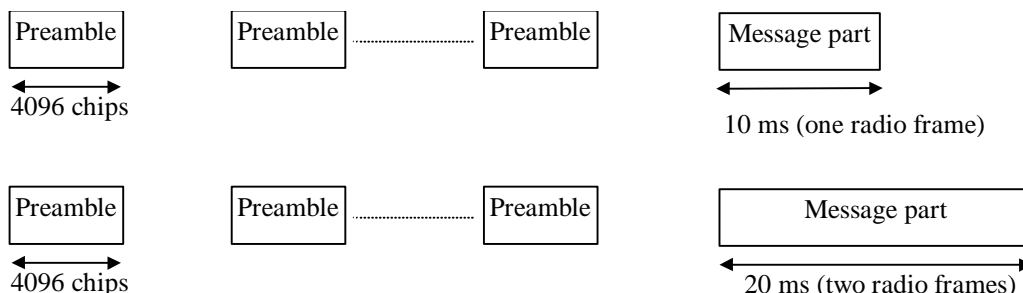 Preamble Preamble Preamble Message part
4096 chips
10 ms (one radio frame)
Preamble Preamble Preamble Message part
4096 chips 20 ms (two radio frames)